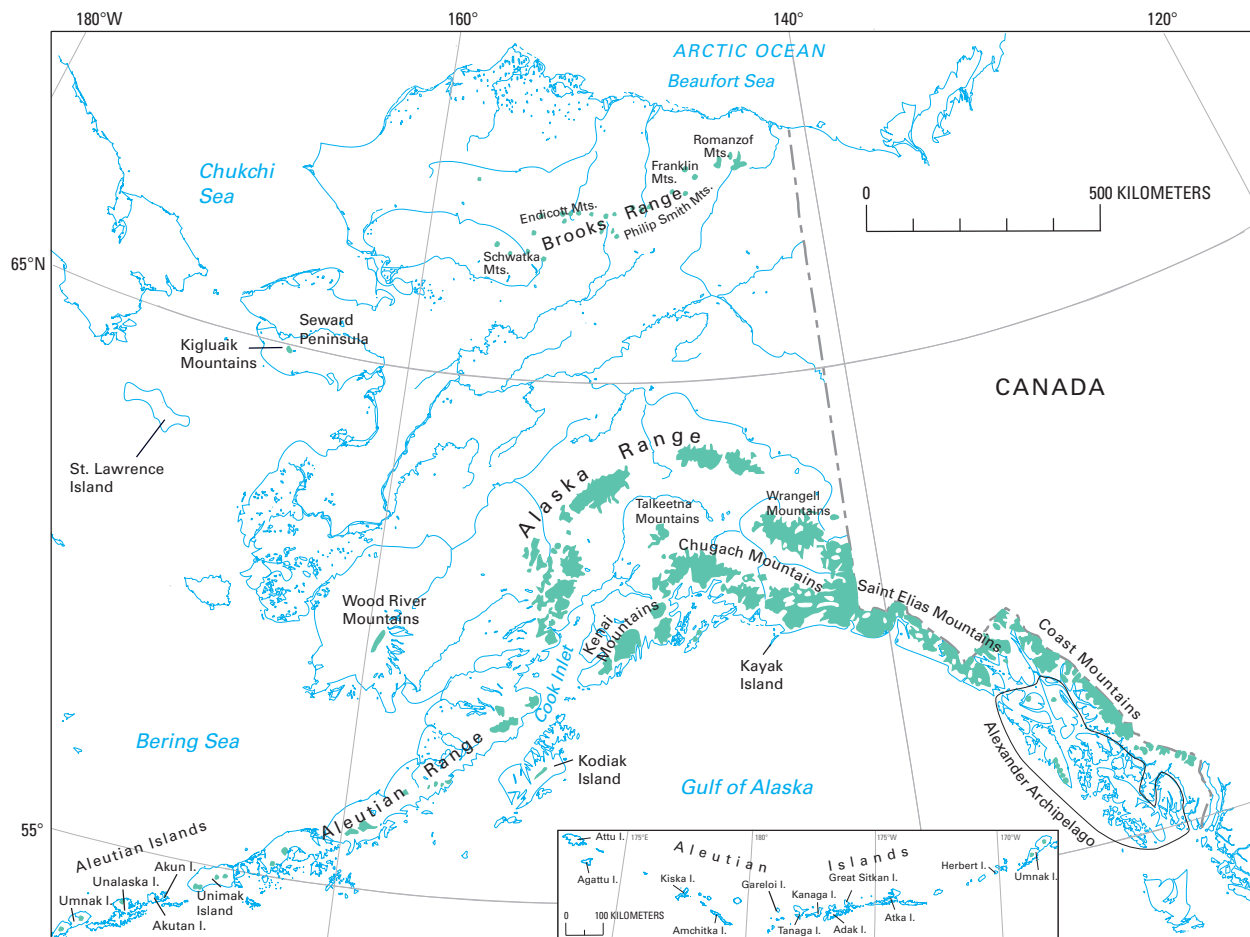 180°W
160°
140°
120°
ARCTIC OCEAN
Beaufort Sea
Chukchi
Sea
Romanzof
Mts.
Franklin
Mts.
Endicott Mts.
Brooks Range
Philip Smith Mts.
Schwatka
Mts.
0
500 KILOMETERS
65°N
Seward
Peninsula
Kigluaik
Mountains
CANADA
St. Lawrence
Island
Alaska Range
Talkeetna
Mountains
Wrangell
Mountains
Chugach Mountains
Saint Elias Mountains
Coast Mountains
Wood River
Mountains
Kenai
Mountains
Cook Inlet
Kayak
Island
Bering Sea
Aleutian Range
Kodiak
Island
Gulf of Alaska
Alexander Archipelago
55°
Aleutian Islands
Akun I.
Unalaska I.
Umnak I.
Akutan I.
Unimak
Island
175°E
180°
175°W
170°W
Attu I.
Agattu I.
Aleutian Islands
Kiska I.
Amchitka I.
Gareloi I.
Tanaga I.
Kanaga I.
Adak I.
Great Sitkan I.
Atka I.
Herbert I.
Umnak I.
0
100 KILOMETERS